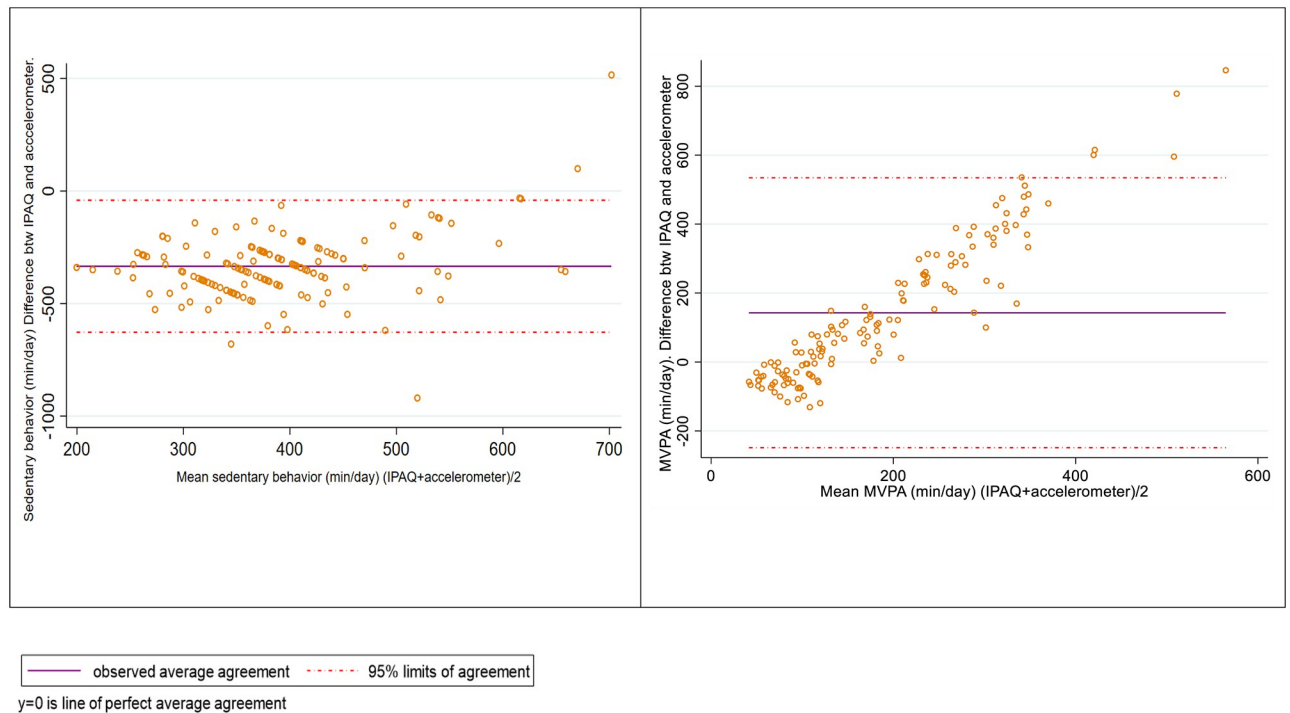 Sedentary behavior (min/day) Difference btw IPAQ and acccelerometer.
500
0
-500
-1000
200 300 400 500 600 700
Mean sedentary behavior (min/day) (IPAQ+accelerometer)/2
MVPA (min/day). Difference btw IPAQ and accelerometer
800
600
400
200
0
-200
0 200 400 600
Mean MVPA (min/day) (IPAQ+accelerometer)/2
observed average agreement 95% limits of agreement
y=0 is line of perfect average agreement